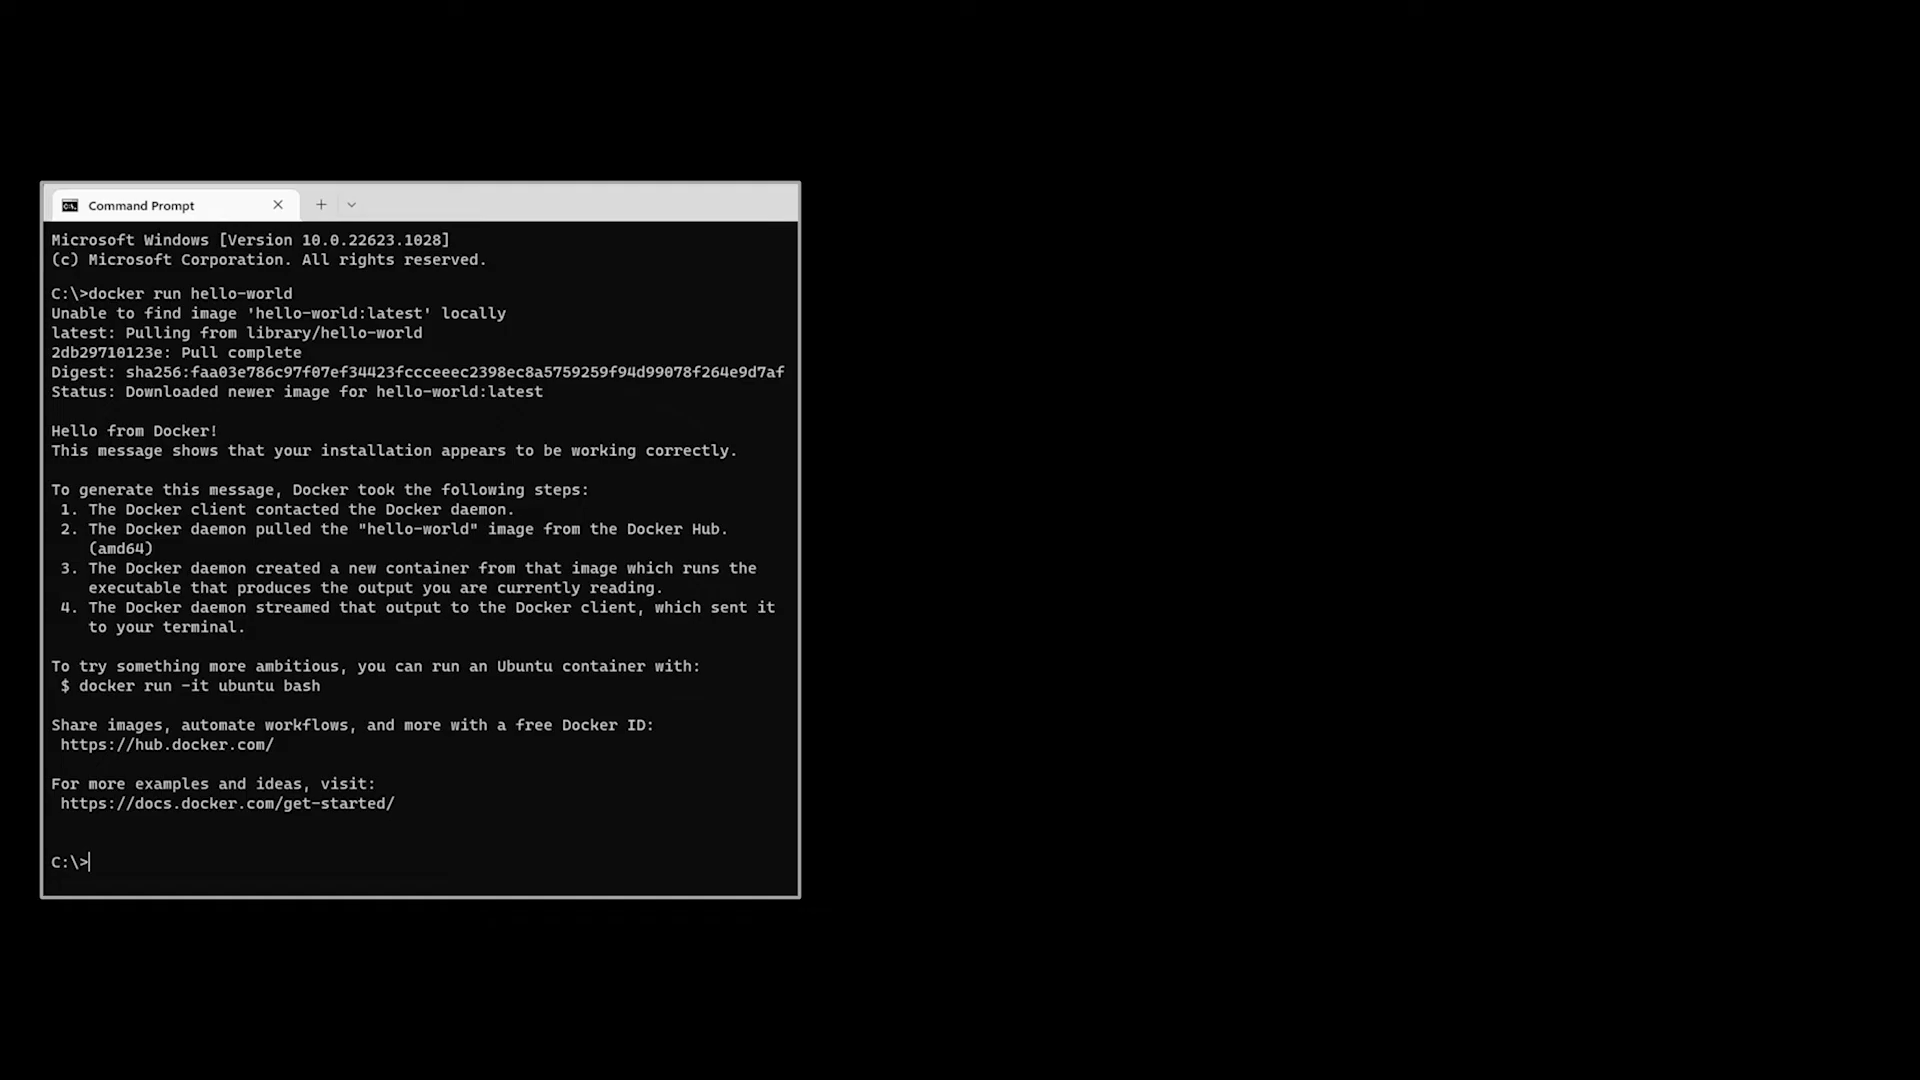 Command Prompt
Microsoft Windows [Version 10.0.22623.1028]
(c) Microsoft Corporation. All rights reserved.
C:\>docker run hello-world
Unable to find image 'hello-world:latest' locally
latest: Pulling from library/hello-world
2db29710123e: Pull complete
Digest: sha256:faa03e786c97f07ef34423fccceeec2398ec8a5759259f94d99078f264e9d7af
Status: Downloaded newer image for hello-world:latest
Hello from Docker!
This message shows that your installation appears to be working correctly.
To generate this message, Docker took the following steps:
1. The Docker client contacted the Docker daemon.
2. The Docker daemon pulled the "hello-world" image from the Docker Hub.
(amd64)
3. The Docker daemon created a new container from that image which runs the
executable that produces the output you are currently reading.
4. The Docker daemon streamed that output to the Docker client, which sent it
to your terminal.
To try something more ambitious, you can run an Ubuntu container with:
$ docker run -it ubuntu bash
Share images, automate workflows, and more with a free Docker ID:
https://hub.docker.com/
For more examples and ideas, visit:
https://docs.docker.com/get-started/
C:\>